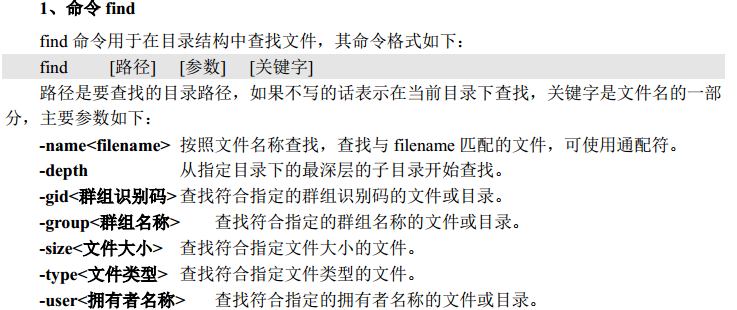 1、命令 find
find 命令用于在目录结构中查找文件，其命令格式如下：
find [路径] [参数] [关键字]
路径是要查找的目录路径，如果不写的话表示在当前目录下查找，关键字是文件名的一部
分，主要参数如下：
-name<filename> 按照文件名称查找，查找与 filename 匹配的文件，可使用通配符。
-depth 从指定目录下的最深层的子目录开始查找。
-gid<群组识别码> 查找符合指定的群组识别码的文件或目录。
-group<群组名称> 查找符合指定的群组名称的文件或目录。
-size<文件大小> 查找符合指定文件大小的文件。
-type<文件类型> 查找符合指定文件类型的文件。
-user<拥有者名称> 查找符合指定的拥有者名称的文件或目录。